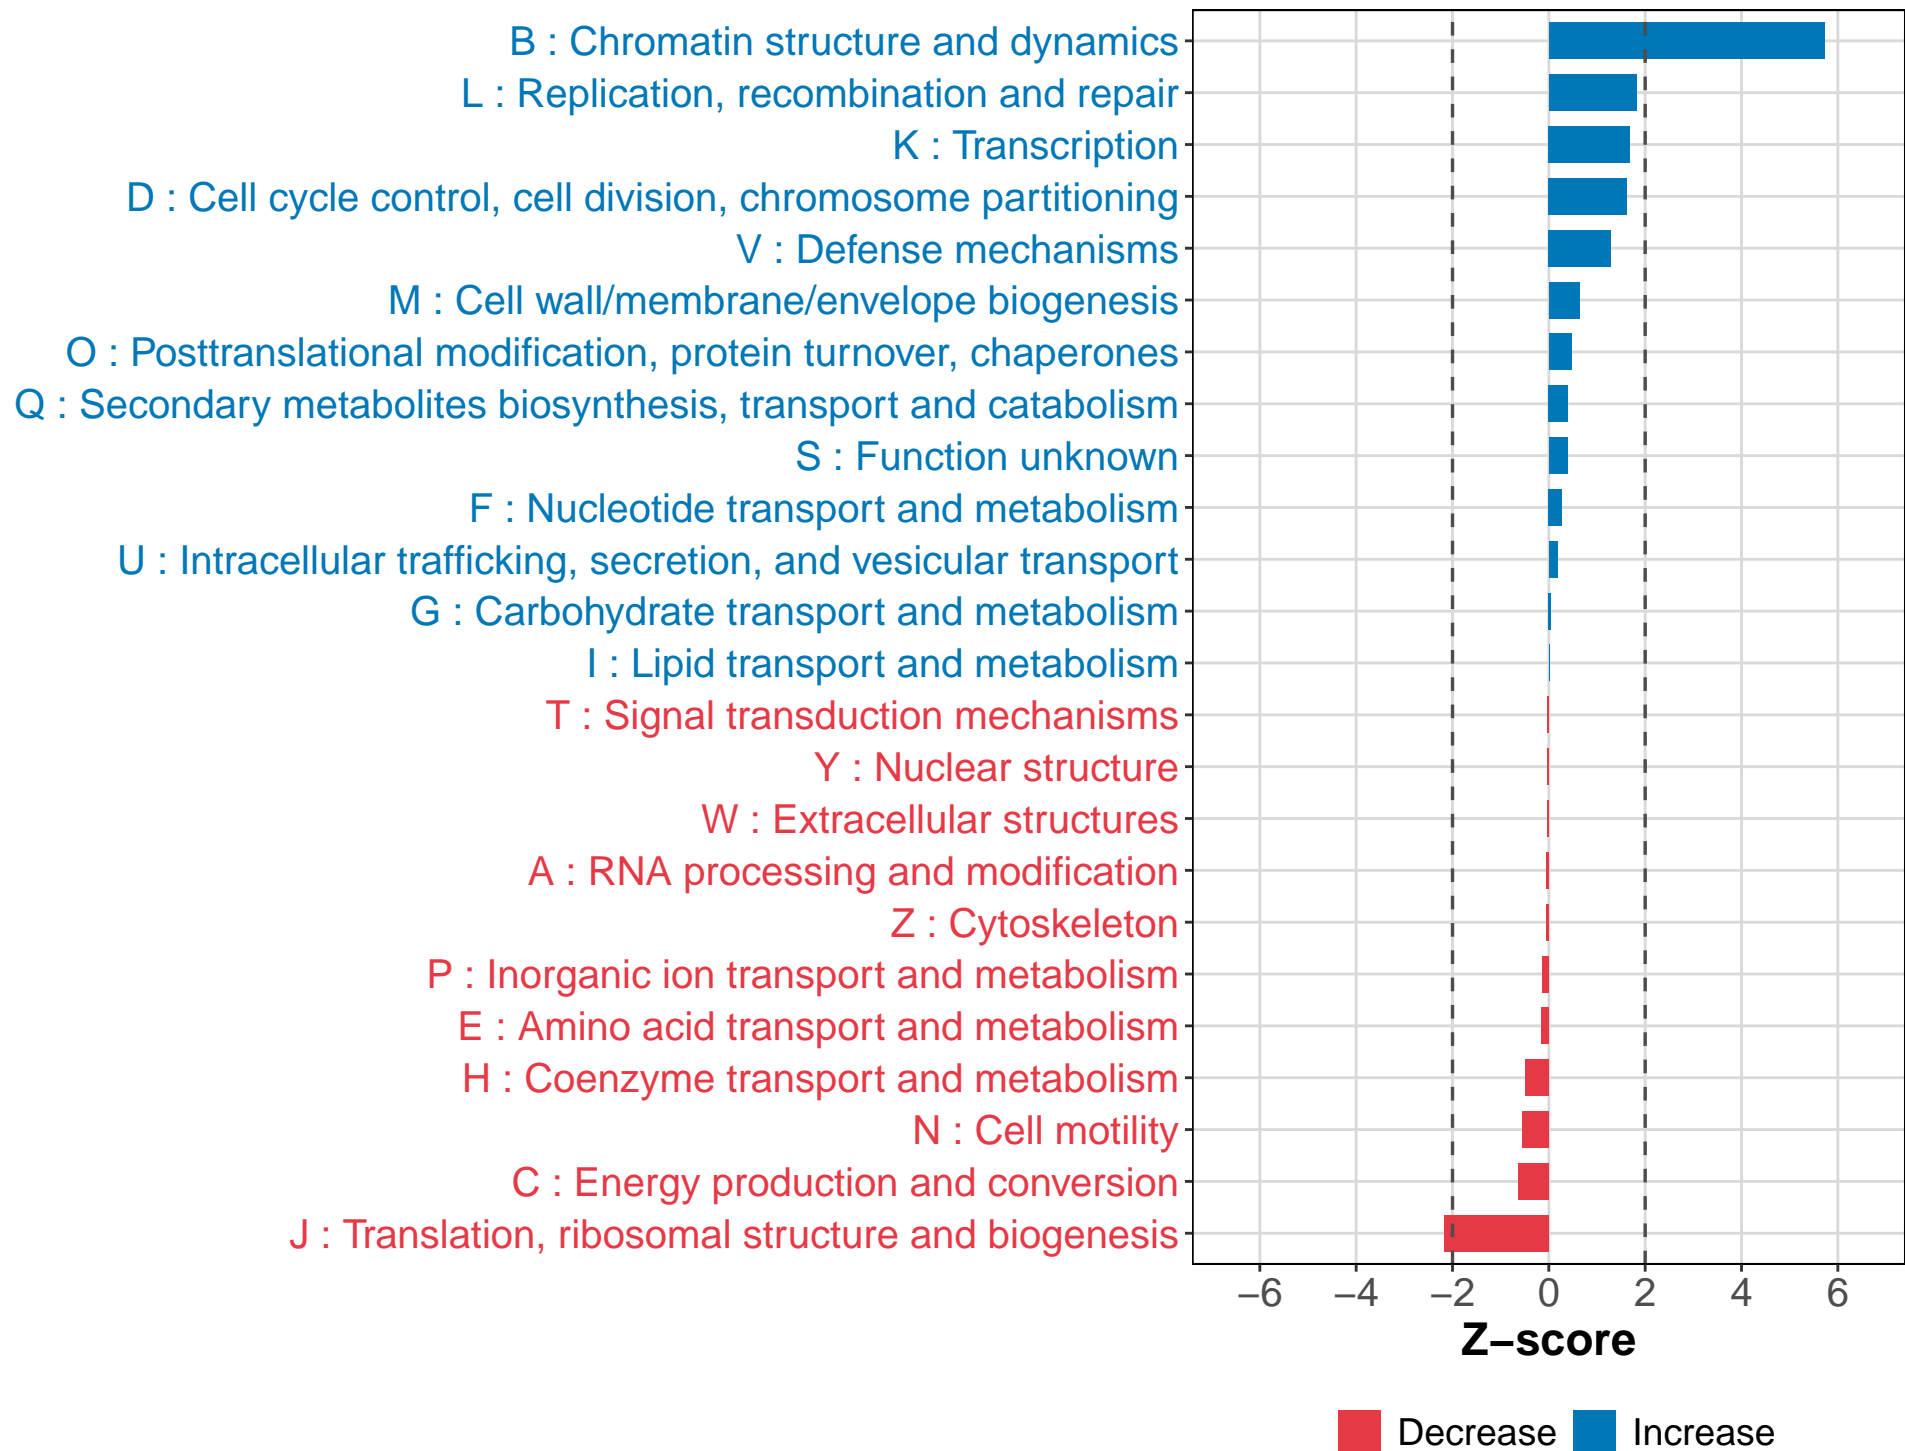 B : Chromatin structure and dynamics
L : Replication, recombination and repair
K : Transcription
D : Cell cycle control, cell division, chromosome partitioning
V : Defense mechanisms
M : Cell wall/membrane/envelope biogenesis
O : Posttranslational modification, protein turnover, chaperones
Q : Secondary metabolites biosynthesis, transport and catabolism
S : Function unknown
F : Nucleotide transport and metabolism
U : Intracellular trafficking, secretion, and vesicular transport
G : Carbohydrate transport and metabolism
I : Lipid transport and metabolism
T : Signal transduction mechanisms
Y : Nuclear structure
W : Extracellular structures
A : RNA processing and modification
Z : Cytoskeleton
P : Inorganic ion transport and metabolism
E : Amino acid transport and metabolism
H : Coenzyme transport and metabolism
N : Cell motility
C : Energy production and conversion
J : Translation, ribosomal structure and biogenesis
−6 −4 −2 0 2 4 6
Z−score
Decrease Increase